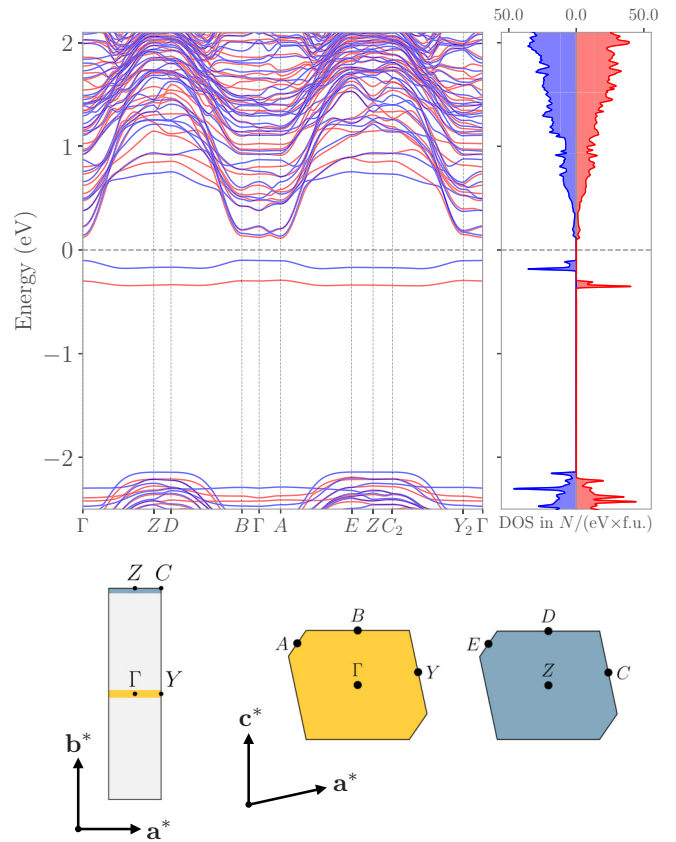 50.0 0.0 50.0
2
1
0
−1
−2
Energy (eV)
Γ Z D B Γ A E Z C₂ Y₂ Γ
DOS in N/(eV×f.u.)
Z C
Γ Y
b*
a*
B
A
Γ
Y
c*
a*
D
E
Z
C